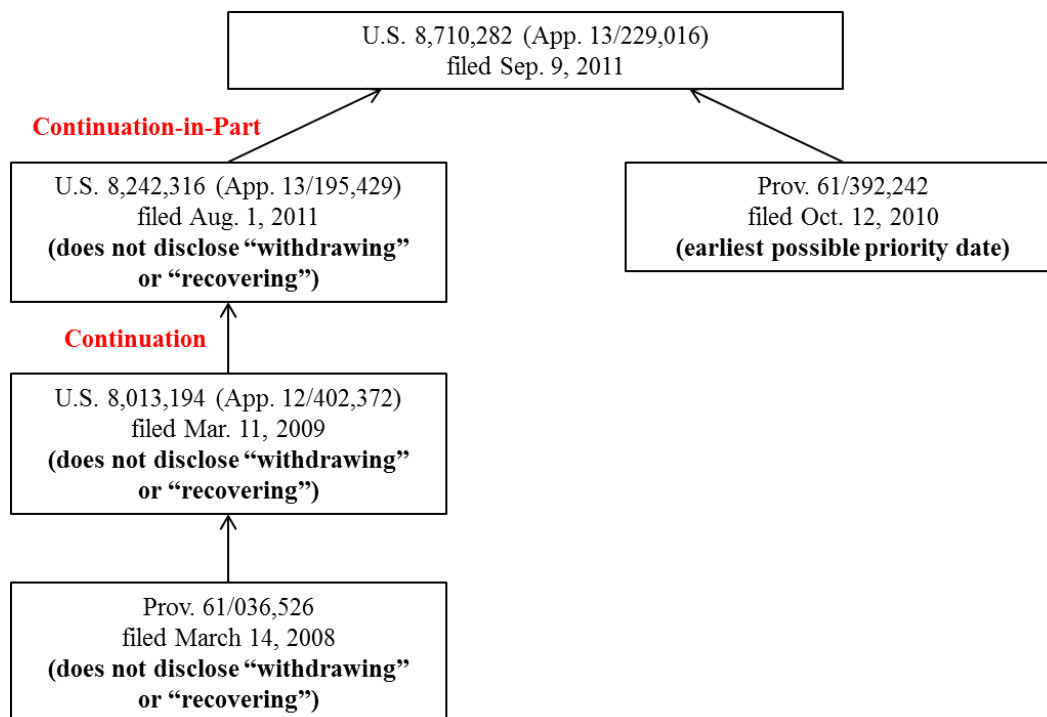 U.S. 8,710,282 (App. 13/229,016)
filed Sep. 9, 2011
Continuation-in-Part
U.S. 8,242,316 (App. 13/195,429)
filed Aug. 1, 2011
(does not disclose “withdrawing”
or “recovering”)
Prov. 61/392,242
filed Oct. 12, 2010
(earliest possible priority date)
Continuation
U.S. 8,013,194 (App. 12/402,372)
filed Mar. 11, 2009
(does not disclose “withdrawing”
or “recovering”)
Prov. 61/036,526
filed March 14, 2008
(does not disclose “withdrawing”
or “recovering”)